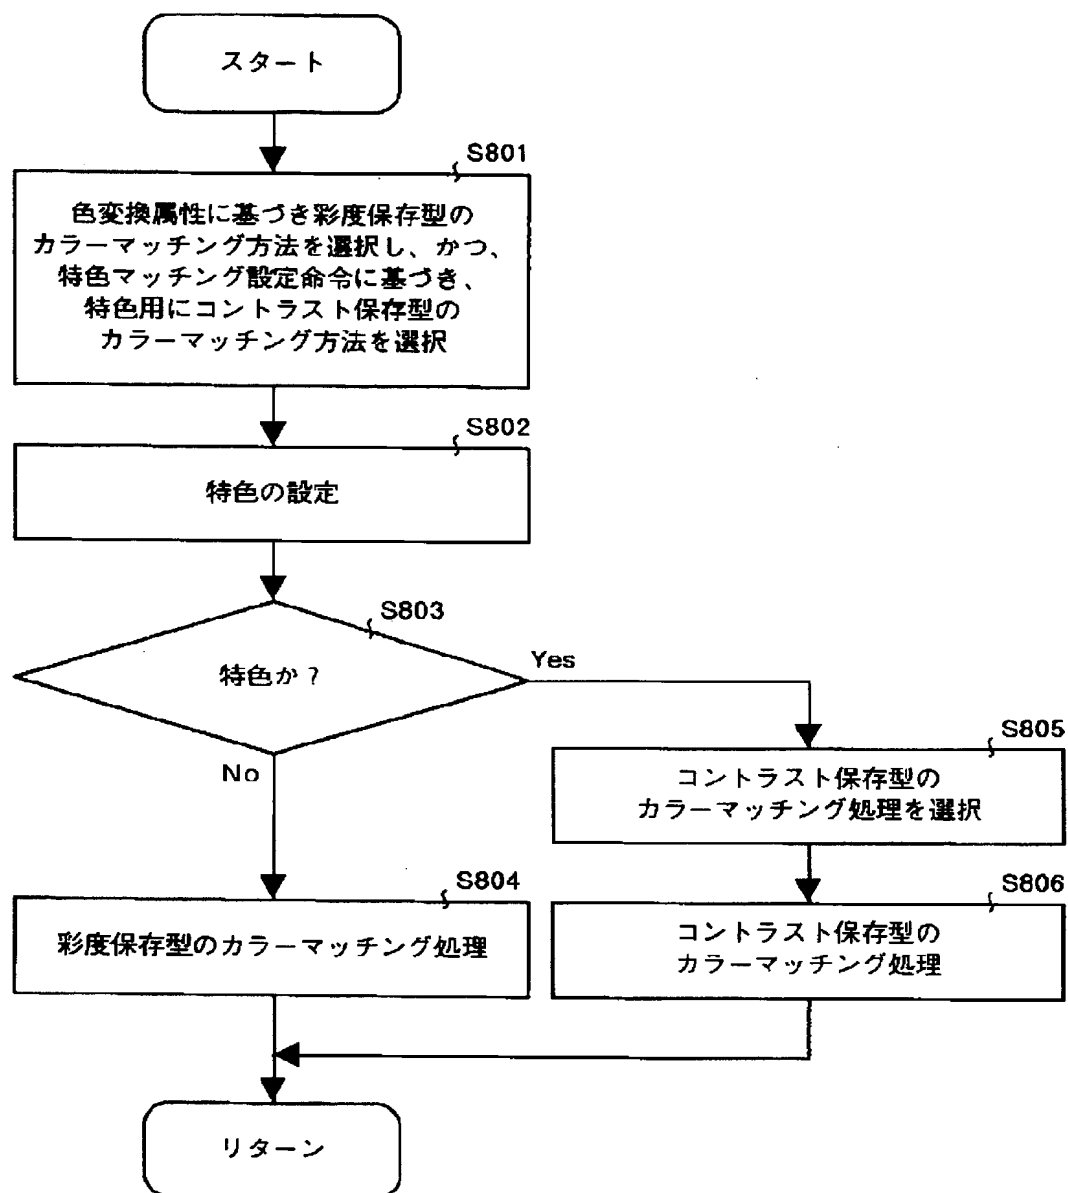 スタート
S801
色変換属性に基づき彩度保存型の
カラーマッチング方法を選択し、かつ、
特色マッチング設定命令に基づき、
特色用にコントラスト保存型の
カラーマッチング方法を選択
S802
特色の設定
S803
特色か？
Yes
No
S805
コントラスト保存型の
カラーマッチング処理を選択
S804
彩度保存型のカラーマッチング処理
S806
コントラスト保存型の
カラーマッチング処理
リターン